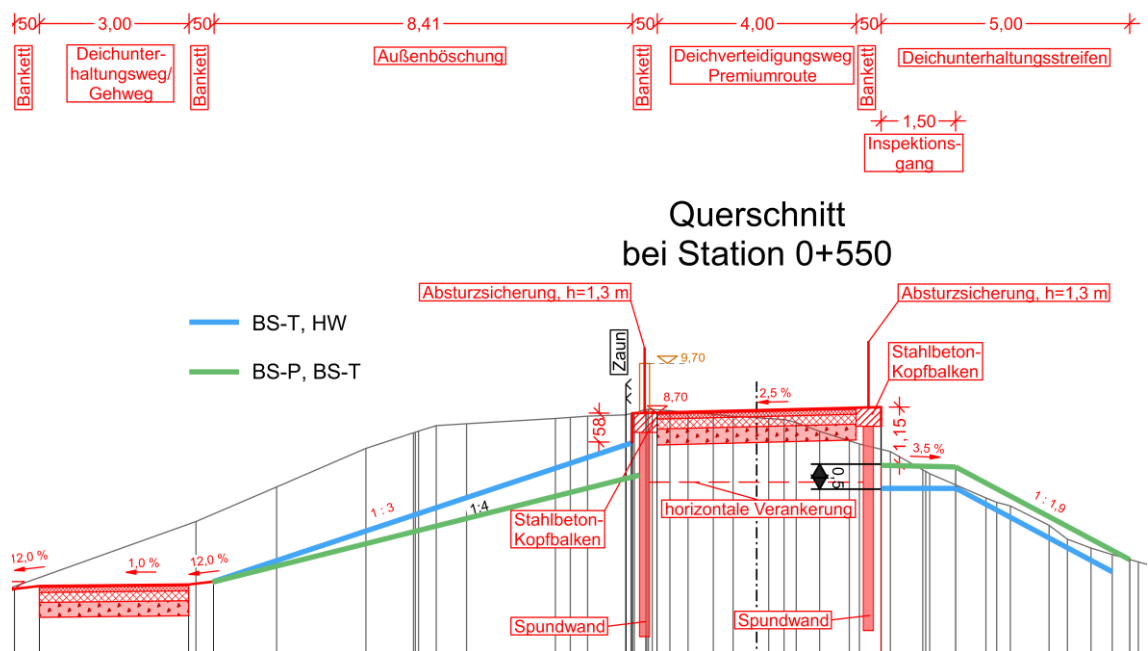 50
3,00
50
8,41
50
4,00
50
5,00
Bankett
Deichunter-
haltungsweg/
Gehweg
Bankett
Außenböschung
Bankett
Deichverteidigungsweg
Premiumroute
Bankett
Deichunterhaltungsstreifen
1,50
Inspektions-
gang
Querschnitt
bei Station 0+550
Absturzsicherung, h=1,3 m
Absturzsicherung, h=1,3 m
BS-T, HW
BS-P, BS-T
Zaun
9,70
Stahlbeton-
Kopfbalken
8,70
2,5 %
58
1,15
3,5 %
0,5
1 : 3
1:4
horizontale Verankerung
1 : 1,9
Stahlbeton-
Kopfbalken
12,0 %
1,0 %
12,0 %
Spundwand
Spundwand